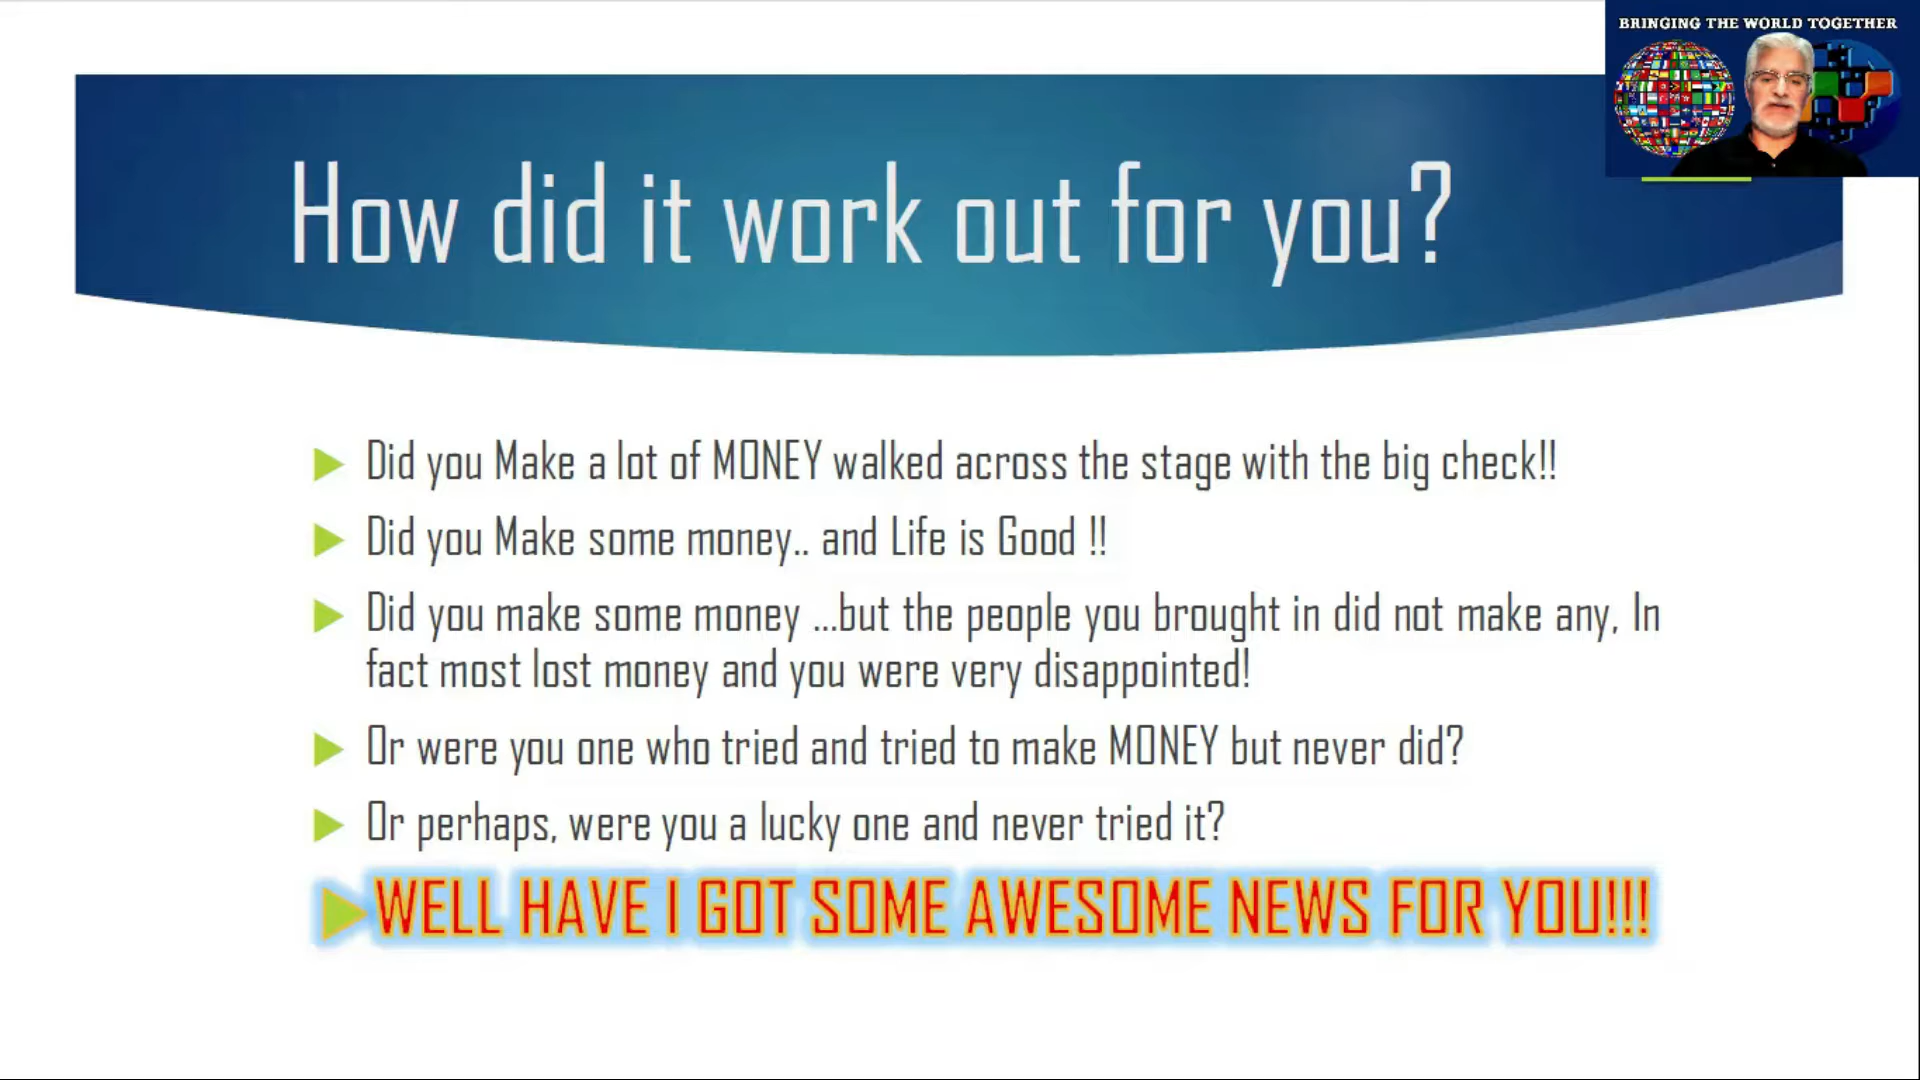 BRINGING THE WORLD TOGETHER
How did it work out for you?
Did you Make a lot of MONEY walked across the stage with the big check!!
Did you Make some money.. and Life is Good !!
Did you make some money ...but the people you brought in did not make any, In
fact most lost money and you were very disappointed!
Or were you one who tried and tried to make MONEY but never did?
Or perhaps, were you a lucky one and never tried it?
WELL HAVE I GOT SOME AWESOME NEWS FOR YOU!!!